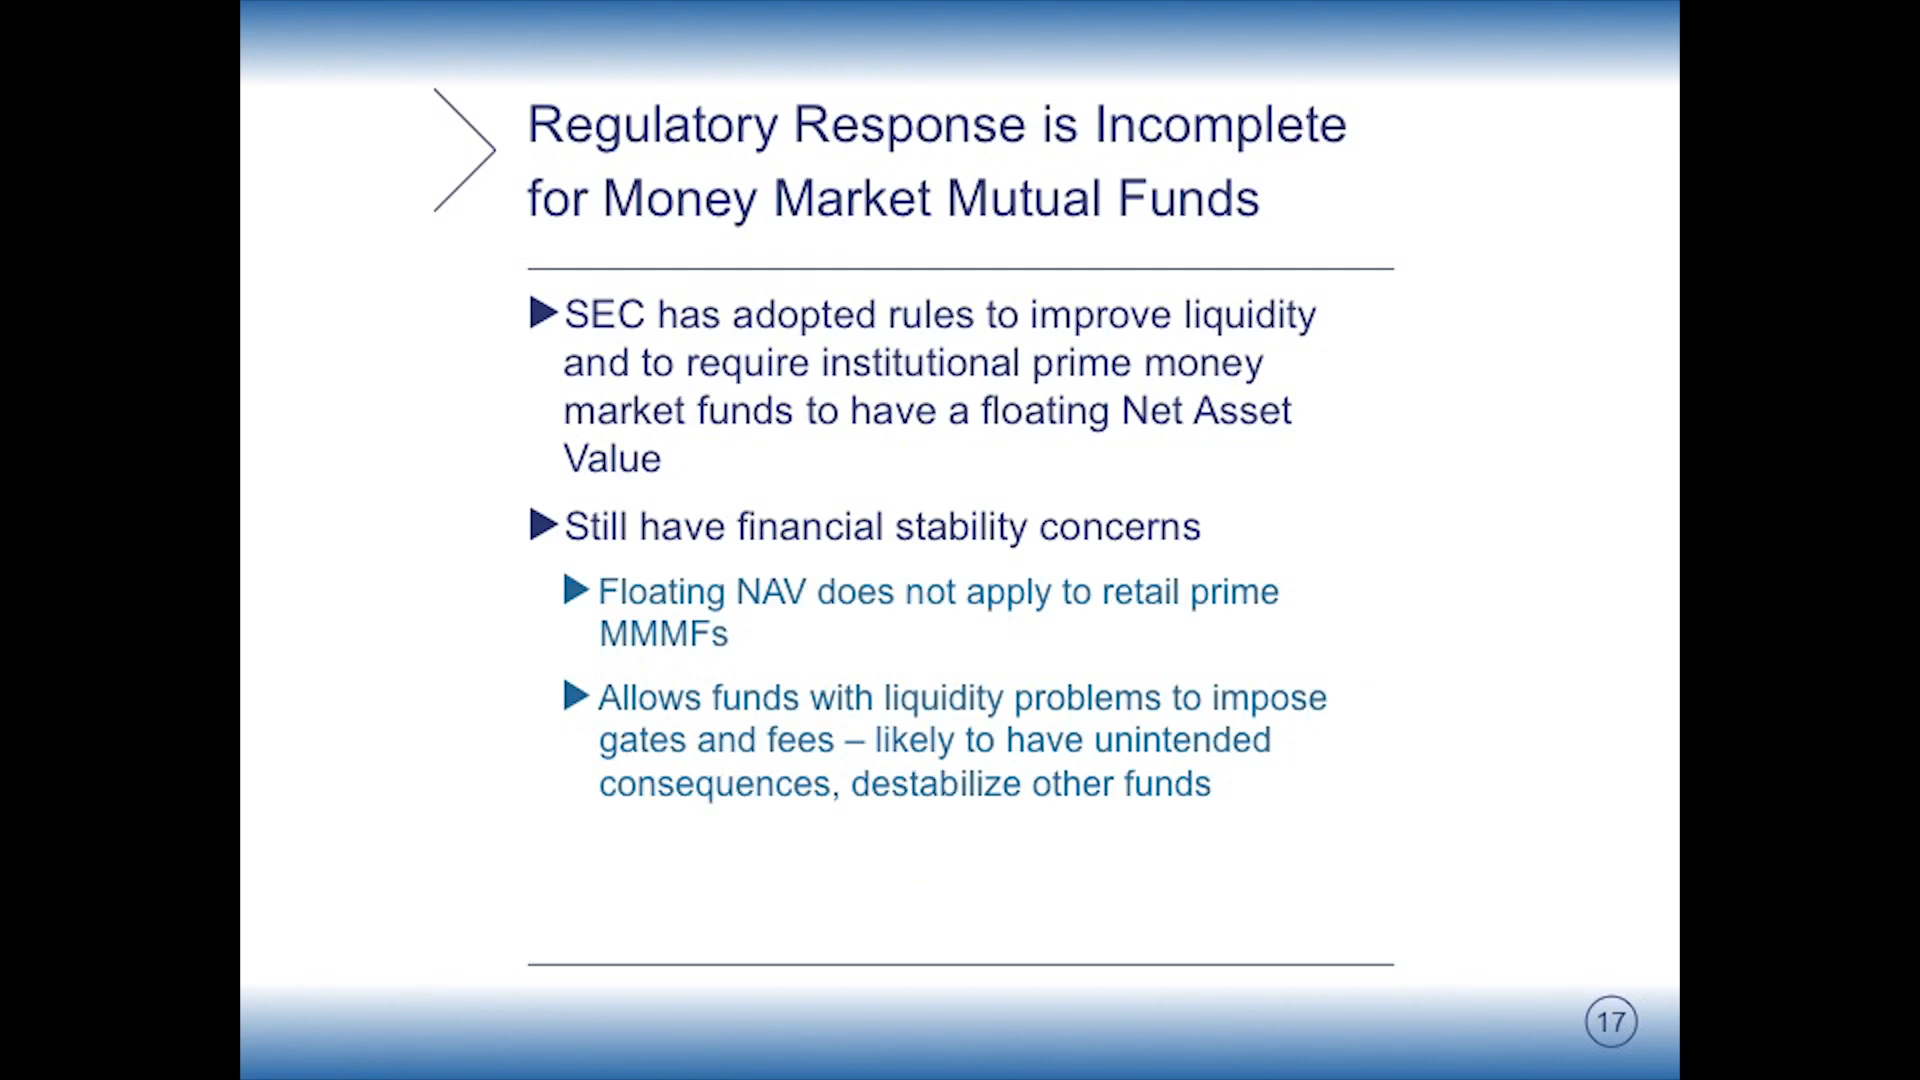 Regulatory Response is Incomplete
for Money Market Mutual Funds
SEC has adopted rules to improve liquidity
and to require institutional prime money
market funds to have a floating Net Asset
Value
Still have financial stability concerns
Floating NAV does not apply to retail prime
MMMFs
Allows funds with liquidity problems to impose
gates and fees – likely to have unintended
consequences, destabilize other funds
17